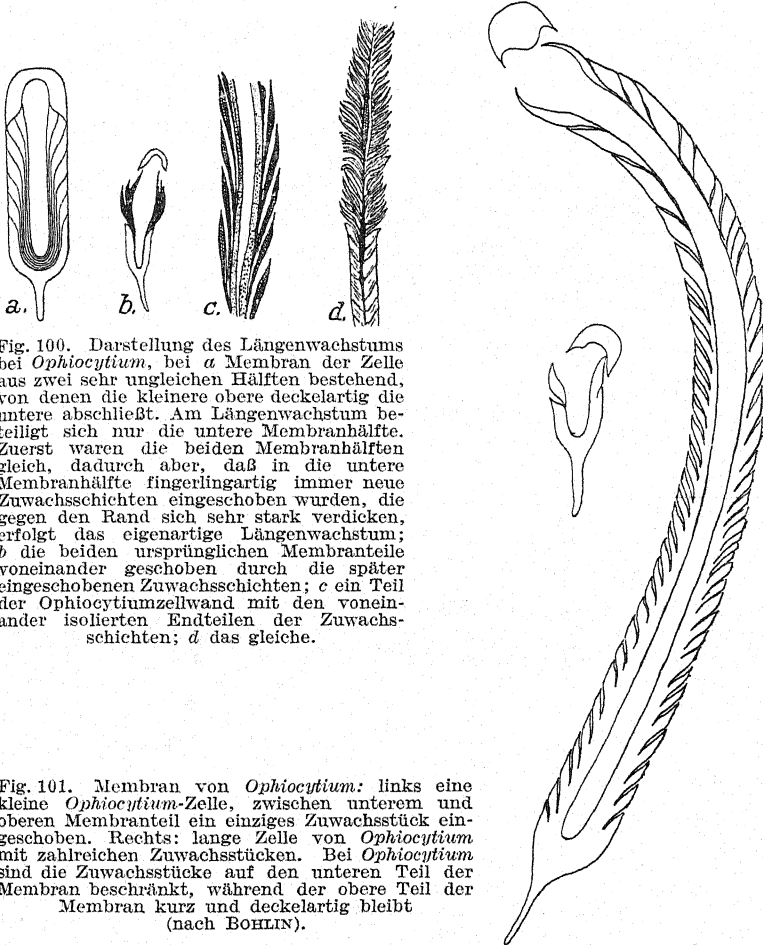 a.
b.
c.
d.
Fig. 100. Darstellung des Längenwachstums
bei Ophiocytium, bei a Membran der Zelle
aus zwei sehr ungleichen Hälften bestehend,
von denen die kleinere obere deckelartig die
untere abschließt. Am Längenwachstum be-
teiligt sich nur die untere Membranhälfte.
Zuerst waren die beiden Membranhälften
gleich, dadurch aber, daß in die untere
Membranhälfte fingerlingartig immer neue
Zuwachsschichten eingeschoben wurden, die
gegen den Rand sich sehr stark verdicken,
erfolgt das eigenartige Längenwachstum;
b die beiden ursprünglichen Membranteile
voneinander geschoben durch die später
eingeschobenen Zuwachsschichten; c ein Teil
der Ophiocytiumzellwand mit den vonein-
ander isolierten Endteilen der Zuwachs-
schichten; d das gleiche.
Fig. 101. Membran von Ophiocytium: links eine
kleine Ophiocytium-Zelle, zwischen unterem und
oberen Membranteil ein einziges Zuwachsstück ein-
geschoben. Rechts: lange Zelle von Ophiocytium
mit zahlreichen Zuwachsstücken. Bei Ophiocytium
sind die Zuwachsstücke auf den unteren Teil der
Membran beschränkt, während der obere Teil der
Membran kurz und deckelartig bleibt
(nach BOHLIN).